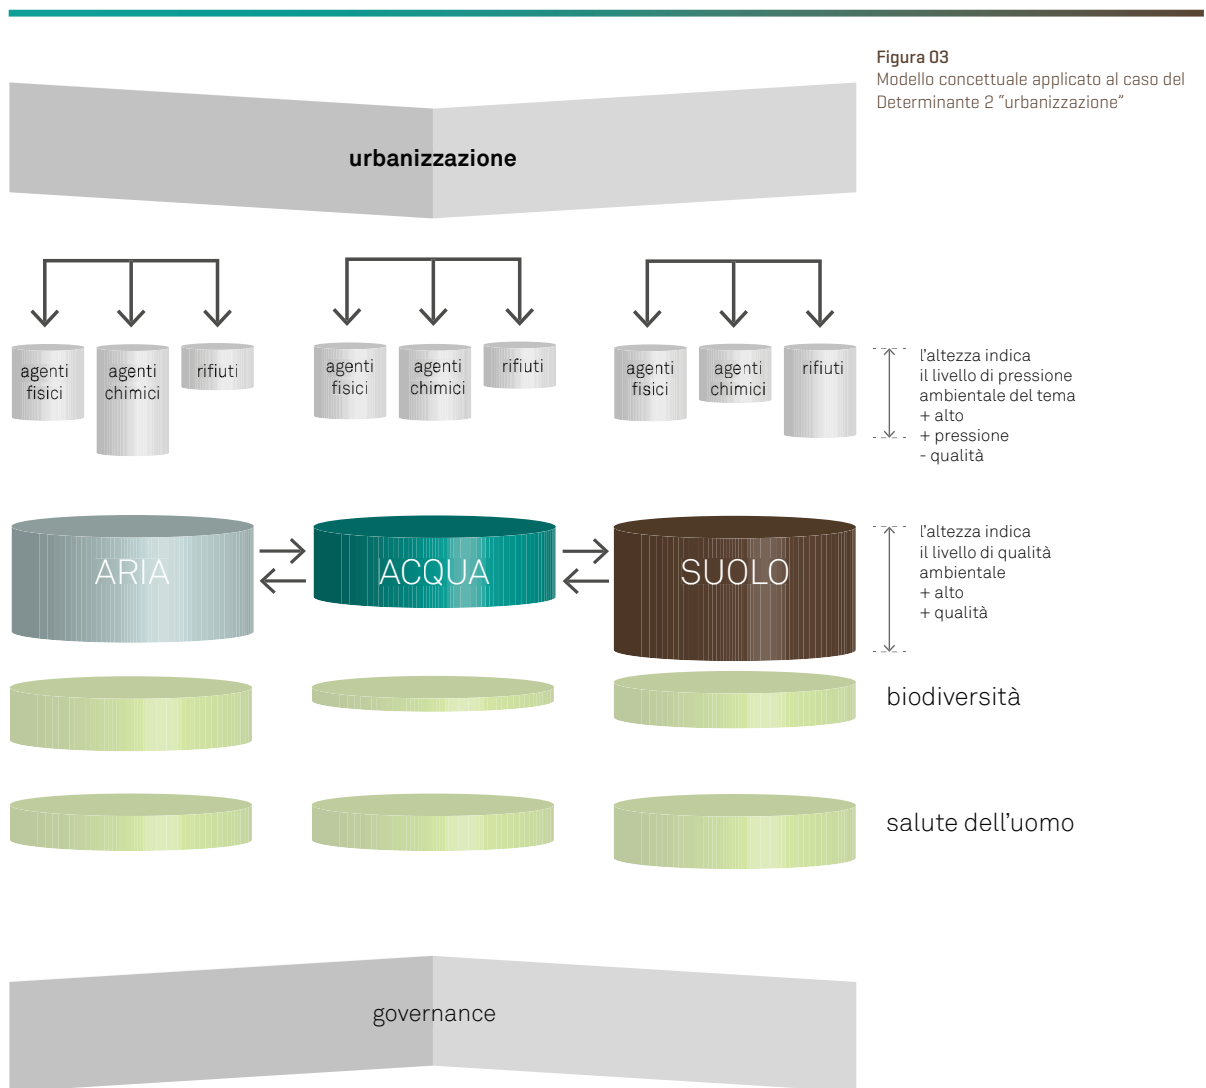 Figura 03
Modello concettuale applicato al caso del
Determinante 2 "urbanizzazione"
urbanizzazione
agenti
fisici
agenti
chimici
rifiuti
agenti
fisici
agenti
chimici
rifiuti
agenti
fisici
agenti
chimici
rifiuti
l'altezza indica
il livello di pressione
ambientale del tema
+ alto
+ pressione
- qualità
ARIA
ACQUA
SUOLO
l'altezza indica
il livello di qualità
ambientale
+ alto
+ qualità
biodiversità
salute dell'uomo
governance